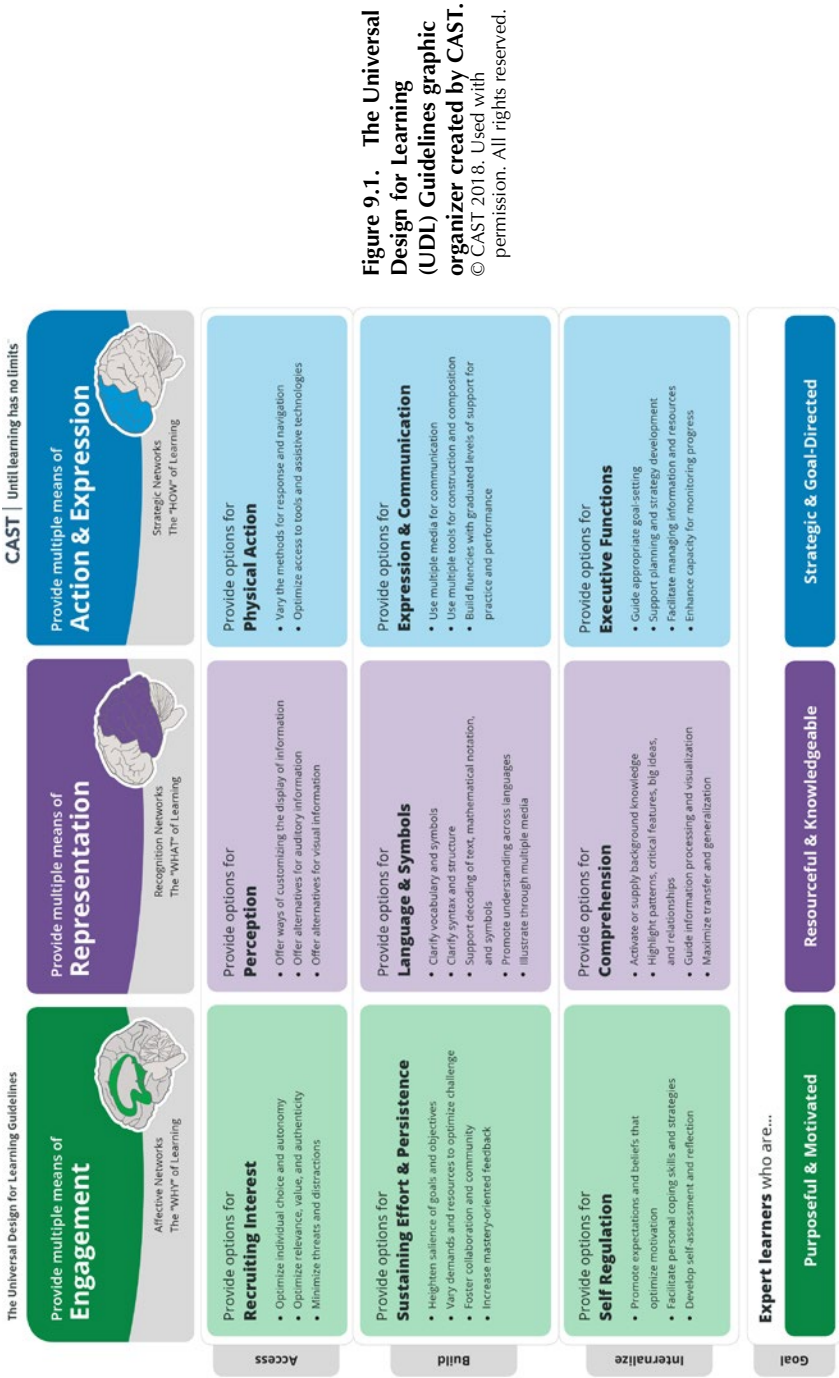 The Universal Design for Learning Guidelines
CAST | Until learning has no limits™
Provide multiple means of
Engagement
Affective Networks
The "WHY" of Learning
Provide multiple means of
Representation
Recognition Networks
The "WHAT" of Learning
Provide multiple means of
Action & Expression
Strategic Networks
The "HOW" of Learning
Access
Provide options for
Recruiting Interest
• Optimize individual choice and autonomy
• Optimize relevance, value, and authenticity
• Minimize threats and distractions
Provide options for
Perception
• Offer ways of customizing the display of information
• Offer alternatives for auditory information
• Offer alternatives for visual information
Provide options for
Physical Action
• Vary the methods for response and navigation
• Optimize access to tools and assistive technologies
Build
Provide options for
Sustaining Effort & Persistence
• Heighten salience of goals and objectives
• Vary demands and resources to optimize challenge
• Foster collaboration and community
• Increase mastery-oriented feedback
Provide options for
Language & Symbols
• Clarify vocabulary and symbols
• Clarify syntax and structure
• Support decoding of text, mathematical notation,
and symbols
• Promote understanding across languages
• Illustrate through multiple media
Provide options for
Expression & Communication
• Use multiple media for communication
• Use multiple tools for construction and composition
• Build fluencies with graduated levels of support for
practice and performance
Internalize
Provide options for
Self Regulation
• Promote expectations and beliefs that
optimize motivation
• Facilitate personal coping skills and strategies
• Develop self-assessment and reflection
Provide options for
Comprehension
• Activate or supply background knowledge
• Highlight patterns, critical features, big ideas,
and relationships
• Guide information processing and visualization
• Maximize transfer and generalization
Provide options for
Executive Functions
• Guide appropriate goal-setting
• Support planning and strategy development
• Facilitate managing information and resources
• Enhance capacity for monitoring progress
Goal
Expert learners who are...
Purposeful & Motivated
Resourceful & Knowledgeable
Strategic & Goal-Directed
Figure 9.1. The Universal
Design for Learning
(UDL) Guidelines graphic
organizer created by CAST.
© CAST 2018. Used with
permission. All rights reserved.